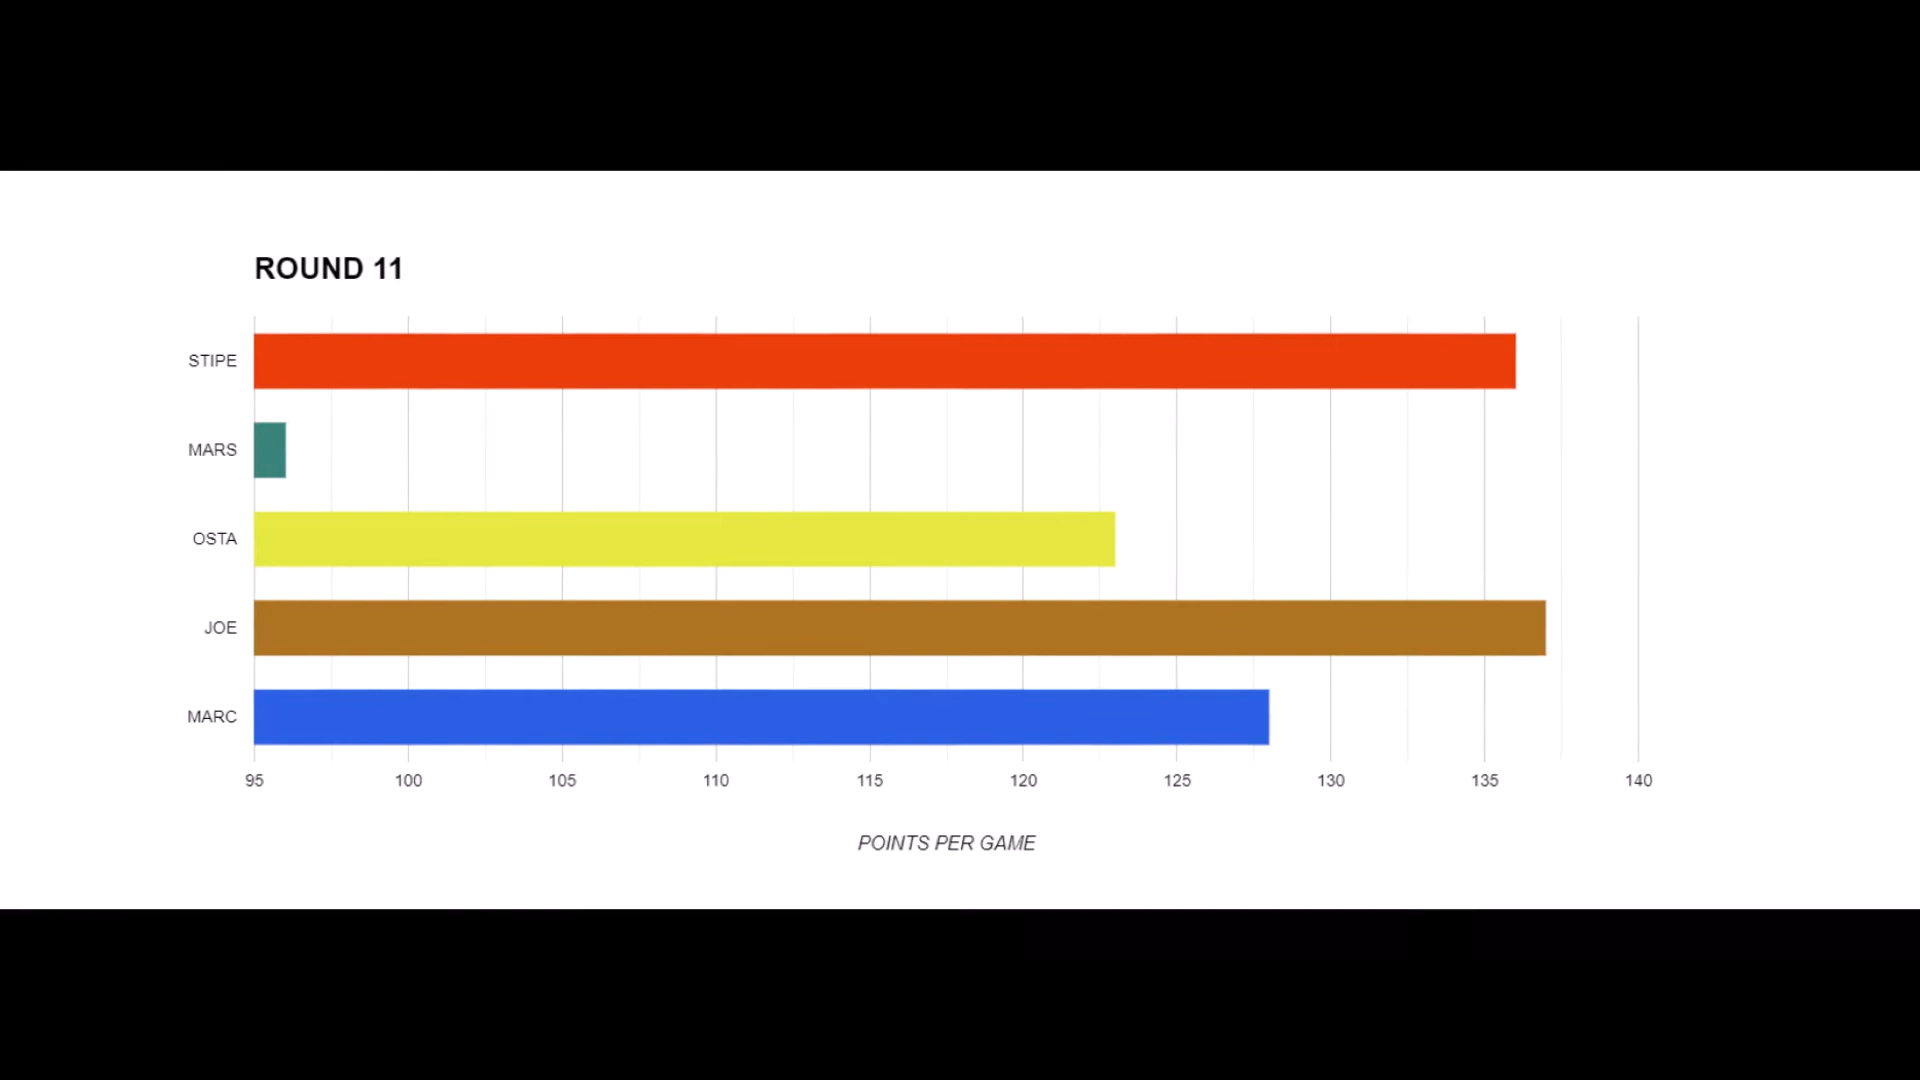 ROUND 11
STIPE
MARS
OSTA
JOE
MARC
95 100 105 110 115 120 125 130 135 140
POINTS PER GAME